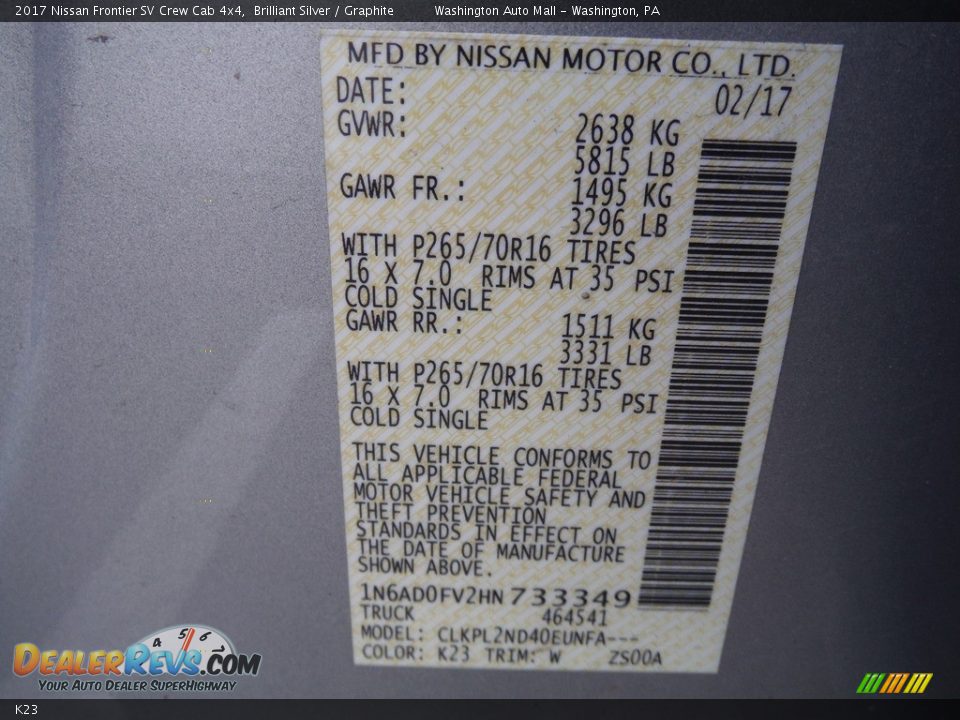 2017 Nissan Frontier SV Crew Cab 4x4, Brilliant Silver / Graphite Washington Auto Mall - Washington, PA
MFD BY NISSAN MOTOR CO., LTD.
DATE: 02/17
GVWR: 2638 KG
5815 LB
GAWR FR.: 1495 KG
3296 LB
WITH P265/70R16 TIRES
16 X 7.0 RIMS AT 35 PSI
COLD SINGLE
GAWR RR.: 1511 KG
3331 LB
WITH P265/70R16 TIRES
16 X 7.0 RIMS AT 35 PSI
COLD SINGLE
THIS VEHICLE CONFORMS TO
ALL APPLICABLE FEDERAL
MOTOR VEHICLE SAFETY AND
THEFT PREVENTION
STANDARDS IN EFFECT ON
THE DATE OF MANUFACTURE
SHOWN ABOVE.
1N6AD0FV2HN733349
TRUCK 464541
MODEL: CLKPL2ND40EUNFA---
COLOR: K23 TRIM: W ZS00A
4 5 6
DEALERREVS.COM
YOUR AUTO DEALER SUPERHIGHWAY
K23